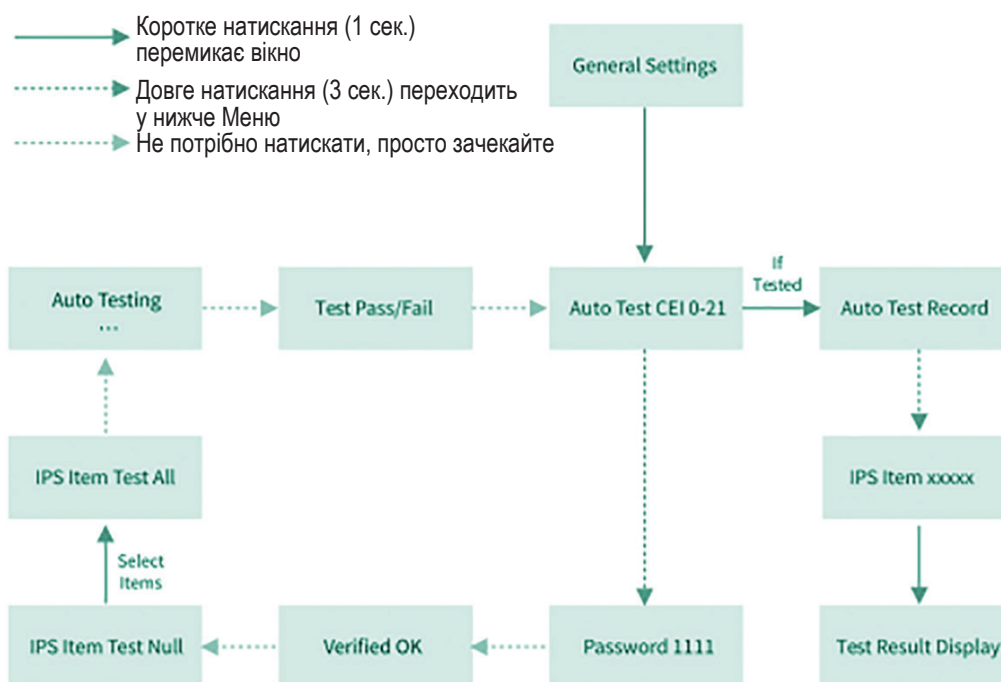 Коротке натискання (1 сек.)
перемикає вікно
Довге натискання (3 сек.) переходить
у нижче Меню
Не потрібно натискати, просто зачекайте
General Settings
Auto Testing
...
Test Pass/Fail
Auto Test CEI 0-21
If
Tested
Auto Test Record
IPS Item Test All
IPS Item xxxxx
Select
Items
IPS Item Test Null
Verified OK
Password 1111
Test Result Display